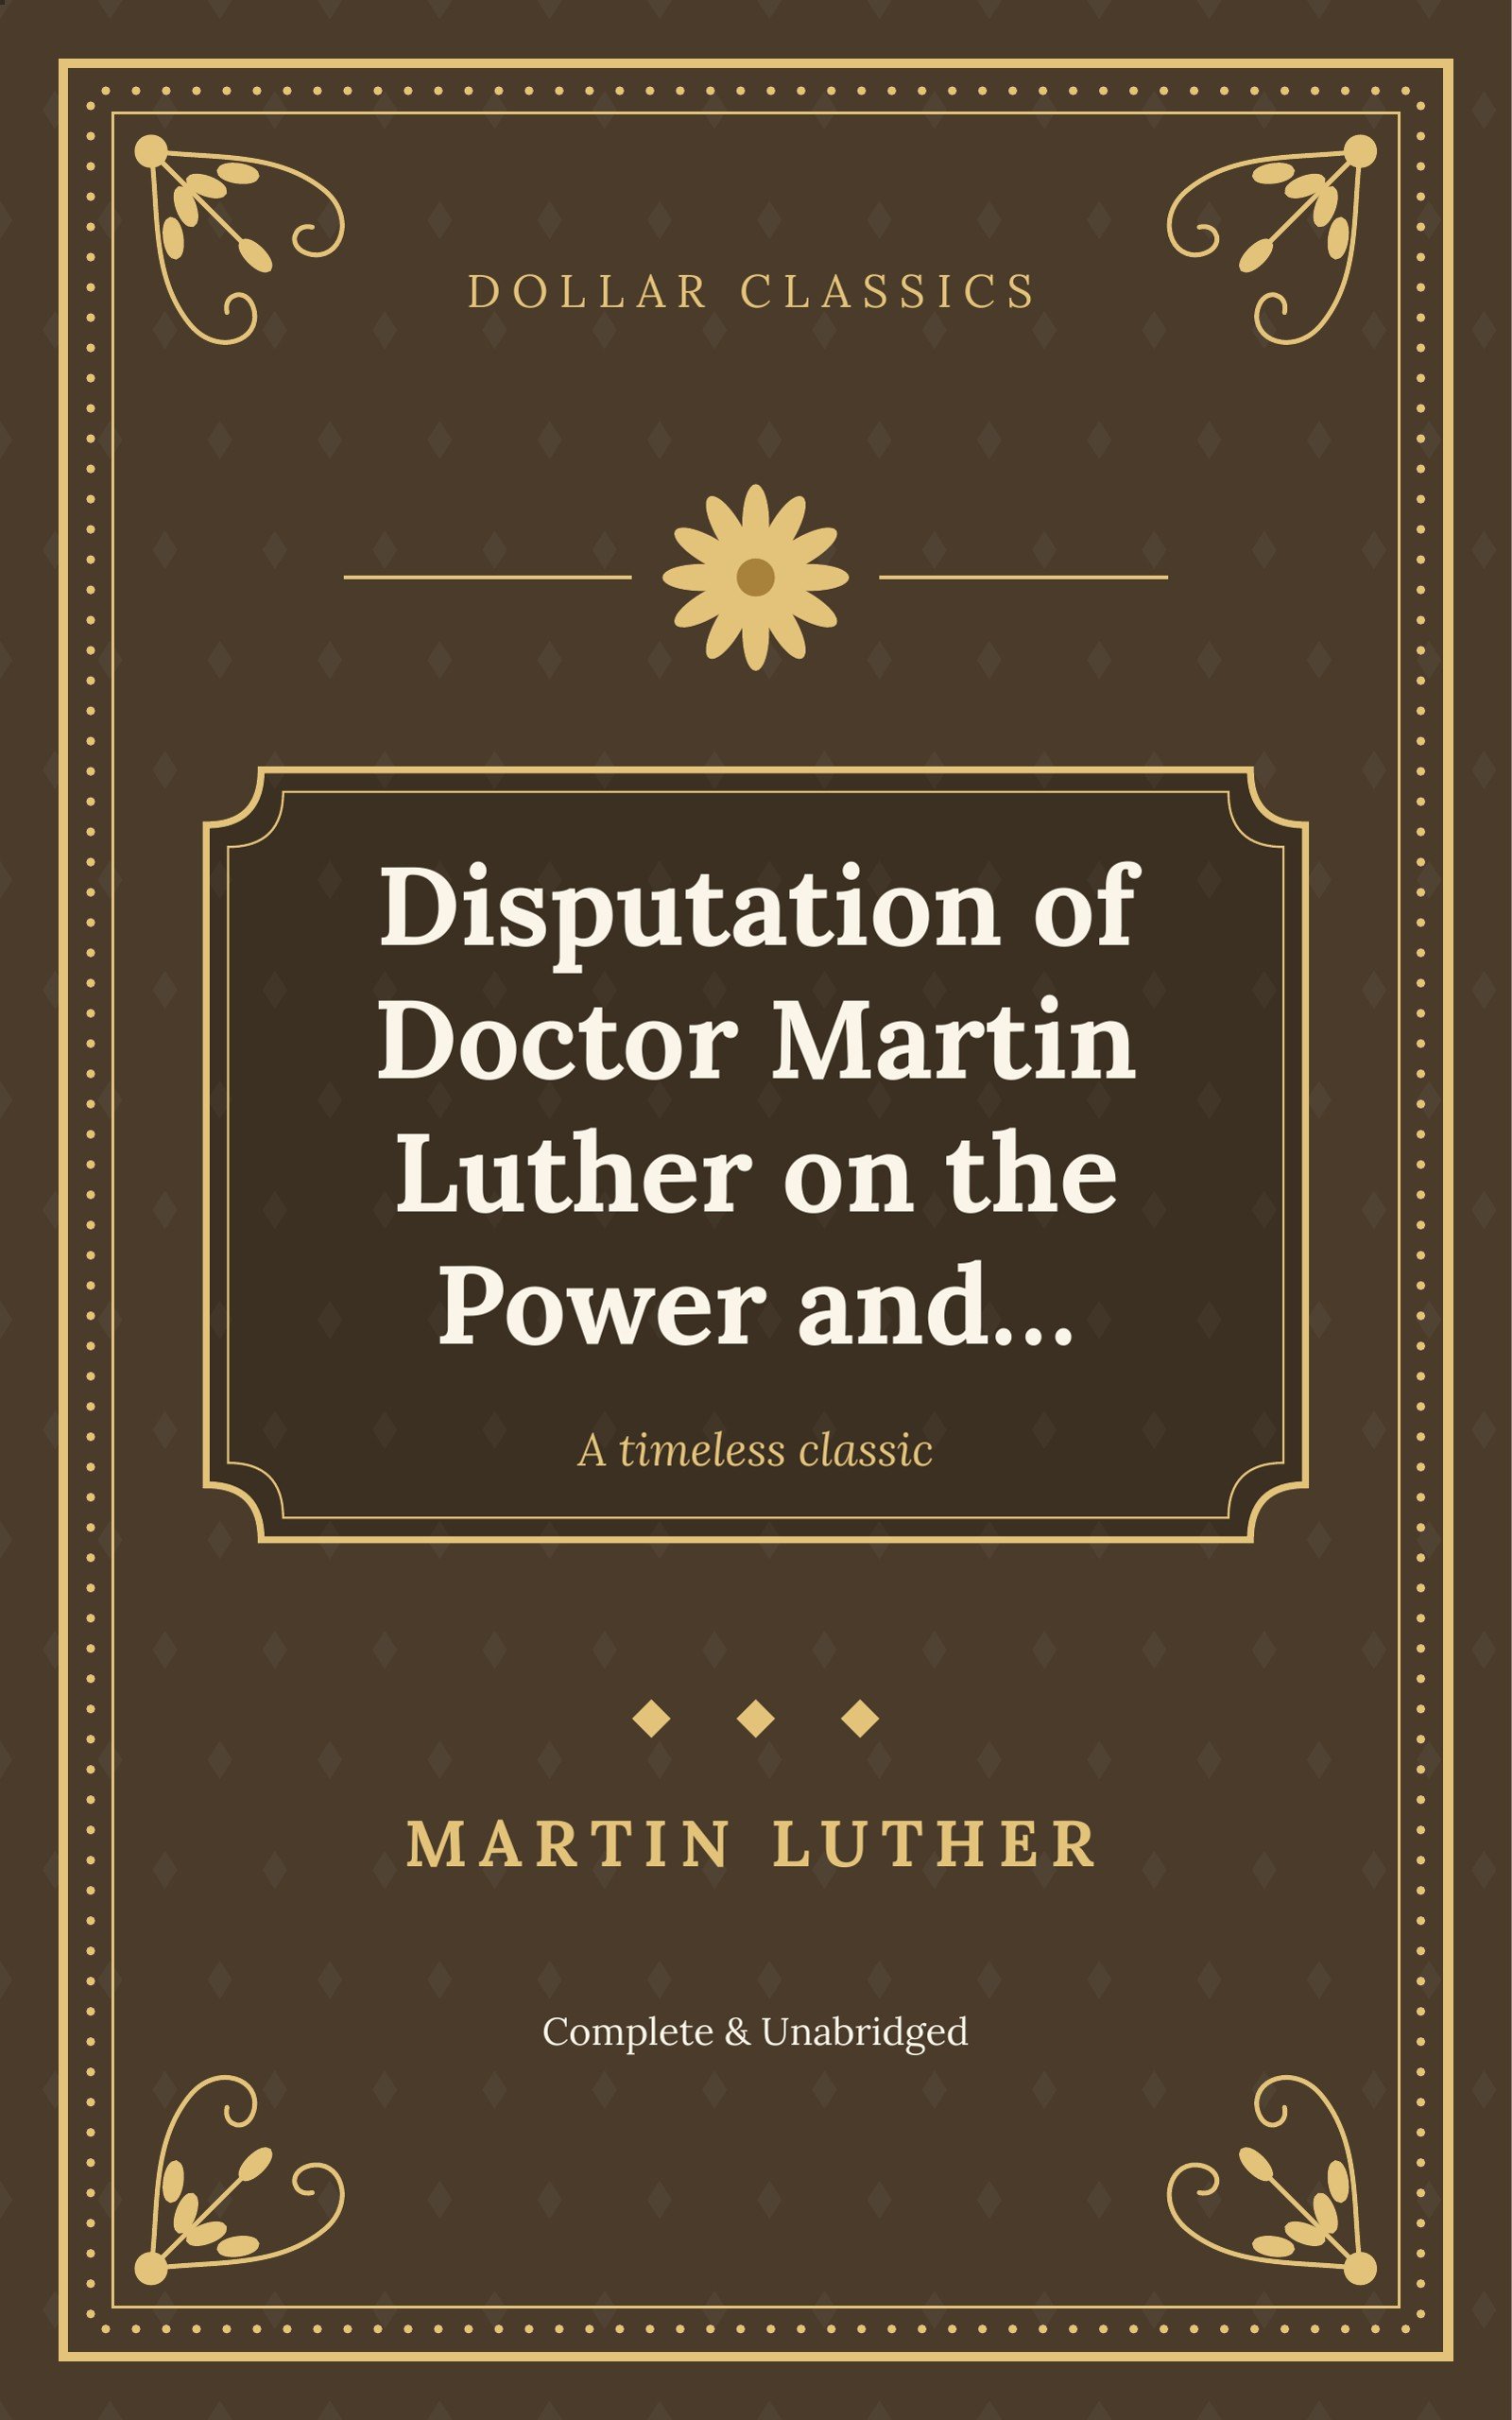 DOLLAR CLASSICS
Disputation of
Doctor Martin
Luther on the
Power and...
A timeless classic
MARTIN LUTHER
Complete & Unabridged